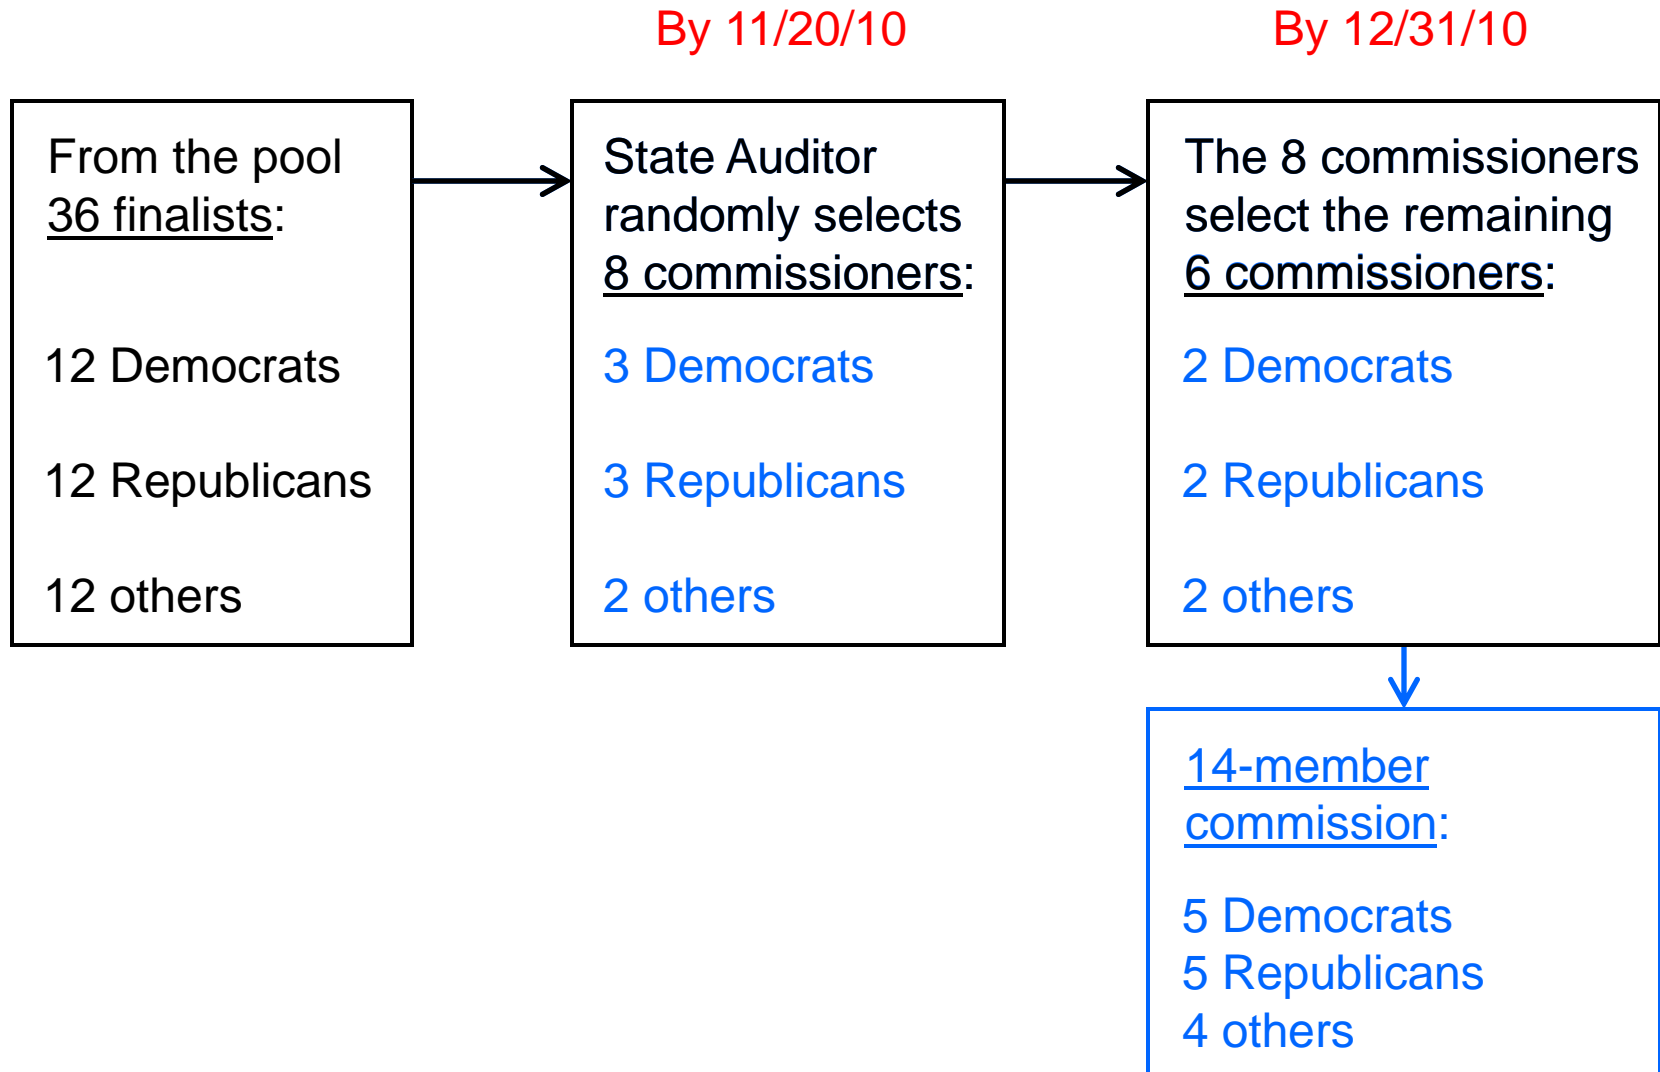 By 11/20/10
By 12/31/10
From the pool
36 finalists:
12 Democrats
12 Republicans
12 others
State Auditor
randomly selects
8 commissioners:
3 Democrats
3 Republicans
2 others
The 8 commissioners
select the remaining
6 commissioners:
2 Democrats
2 Republicans
2 others
14-member
commission:
5 Democrats
5 Republicans
4 others